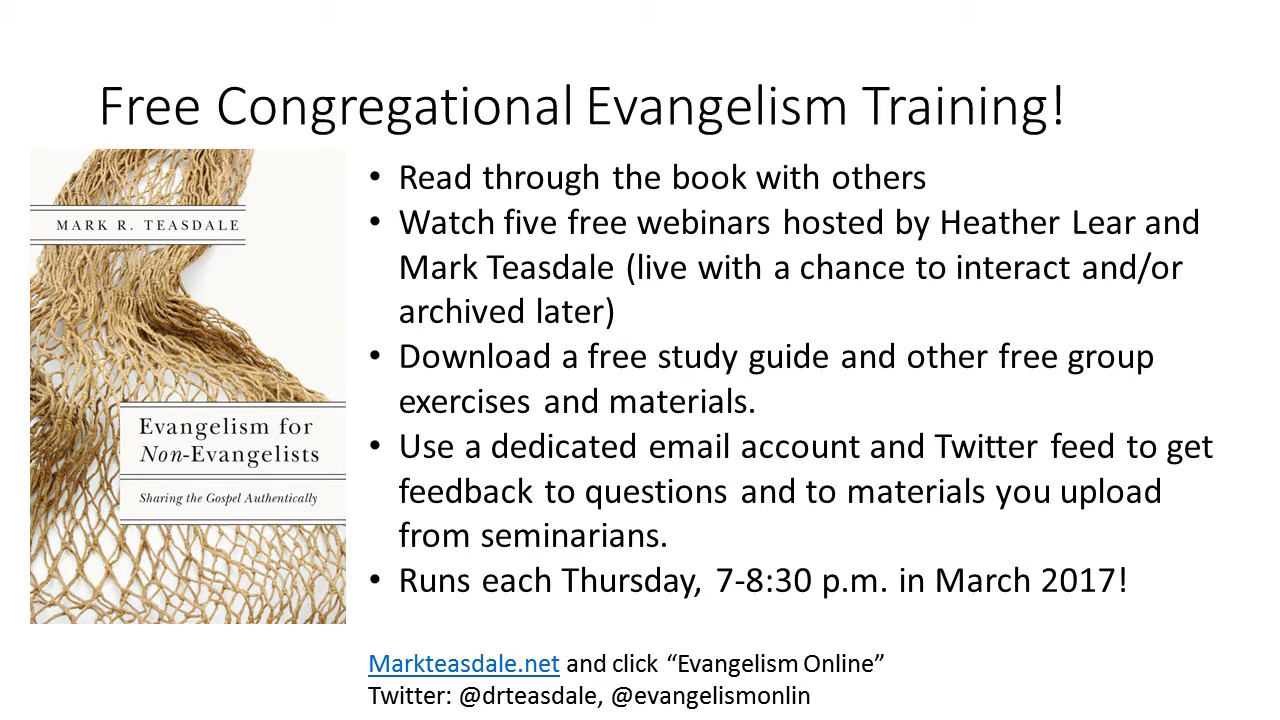 Free Congregational Evangelism Training!
MARK R. TEASDALE
Evangelism for
Non-Evangelists
Sharing the Gospel Authentically
• Read through the book with others
• Watch five free webinars hosted by Heather Lear and
Mark Teasdale (live with a chance to interact and/or
archived later)
• Download a free study guide and other free group
exercises and materials.
• Use a dedicated email account and Twitter feed to get
feedback to questions and to materials you upload
from seminarians.
• Runs each Thursday, 7-8:30 p.m. in March 2017!
Markteasdale.net and click “Evangelism Online”
Twitter: @drteasdale, @evangelismonlin